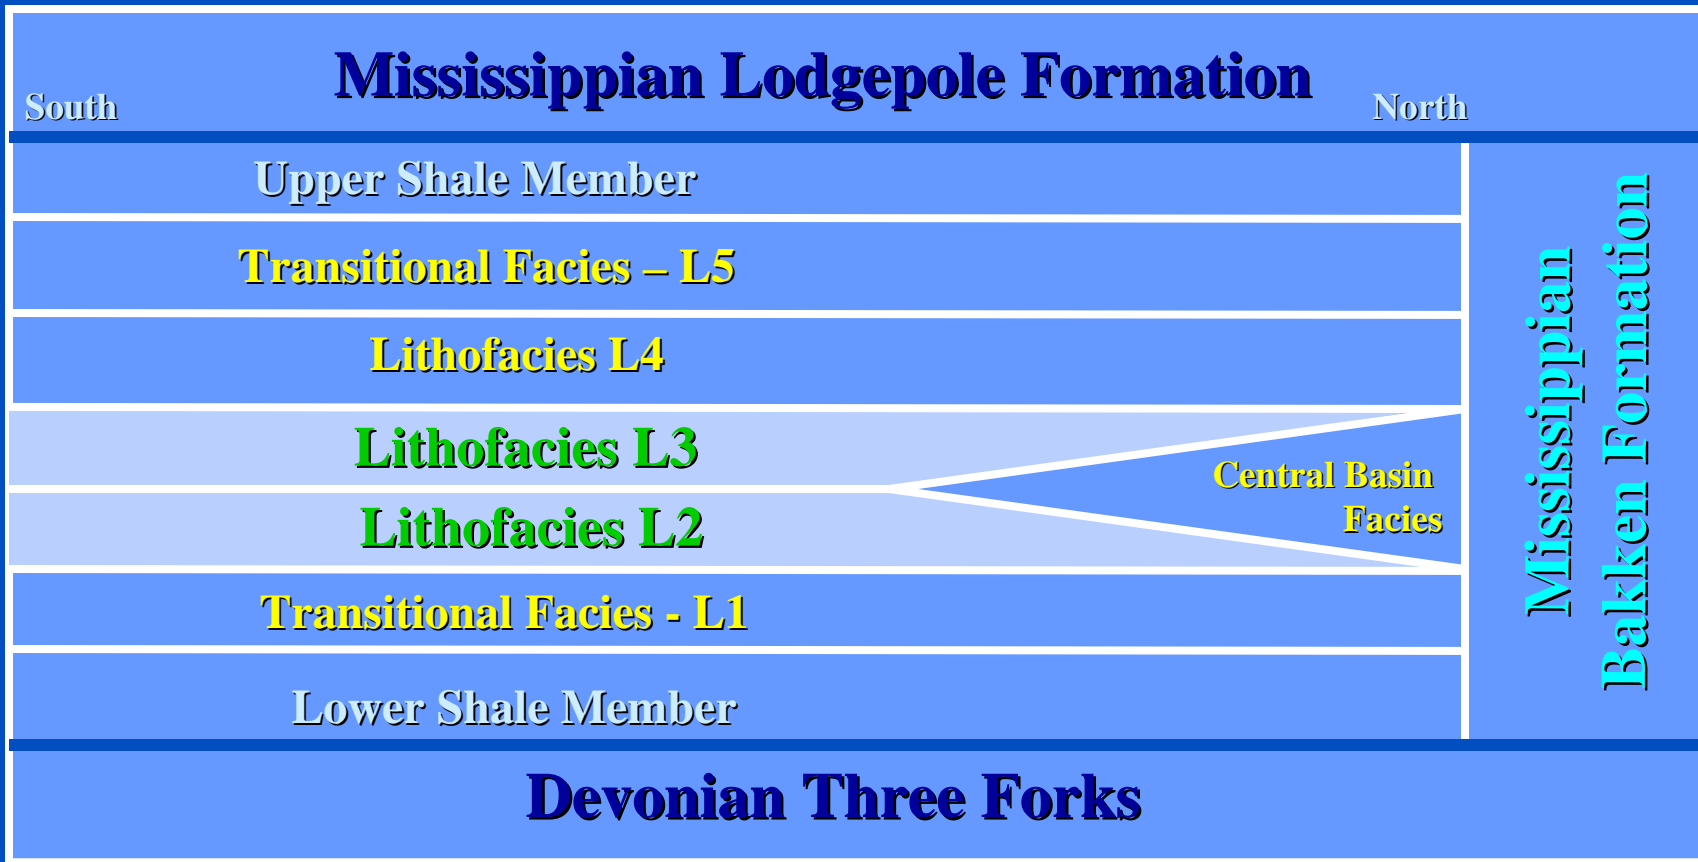 Mississippian Lodgepole Formation
South
North
Upper Shale Member
Transitional Facies – L5
Lithofacies L4
Lithofacies L3
Central Basin
Facies
Lithofacies L2
Transitional Facies - L1
Lower Shale Member
Mississippian
Bakken Formation
Devonian Three Forks